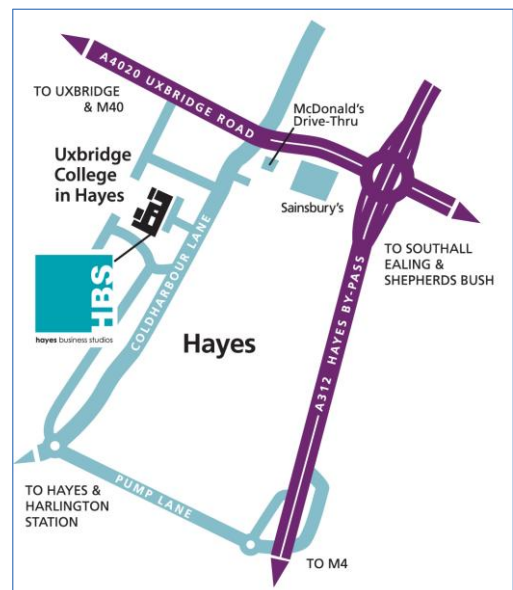 A4020 UXBRIDGE ROAD
TO UXBRIDGE
& M40
McDonald's
Drive-Thru
Uxbridge
College
in Hayes
Sainsbury's
TO SOUTHALL
EALING &
SHEPHERDS BUSH
COLDHARBOUR LANE
HBS
hayes business studios
Hayes
A312 HAYES BY-PASS
PUMP LANE
TO HAYES &
HARLINGTON
STATION
TO M4